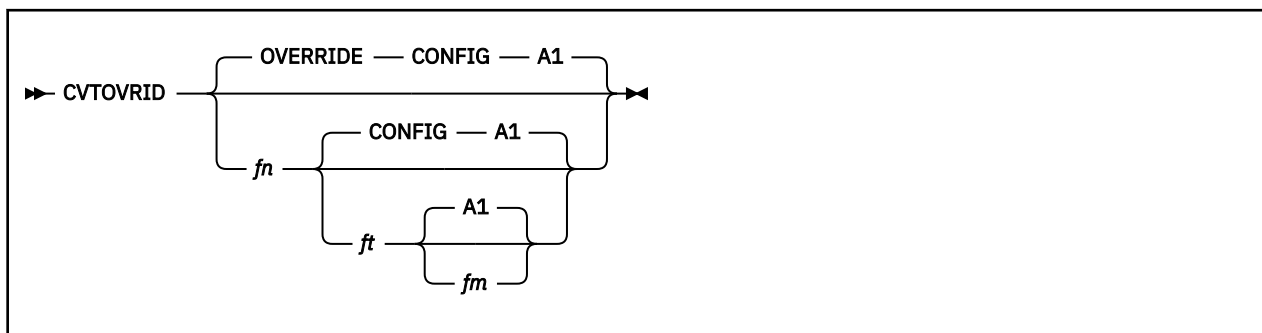 OVERRIDE CONFIG A1
CVTOVRID
CONFIG A1
fn
A1
ft
fm